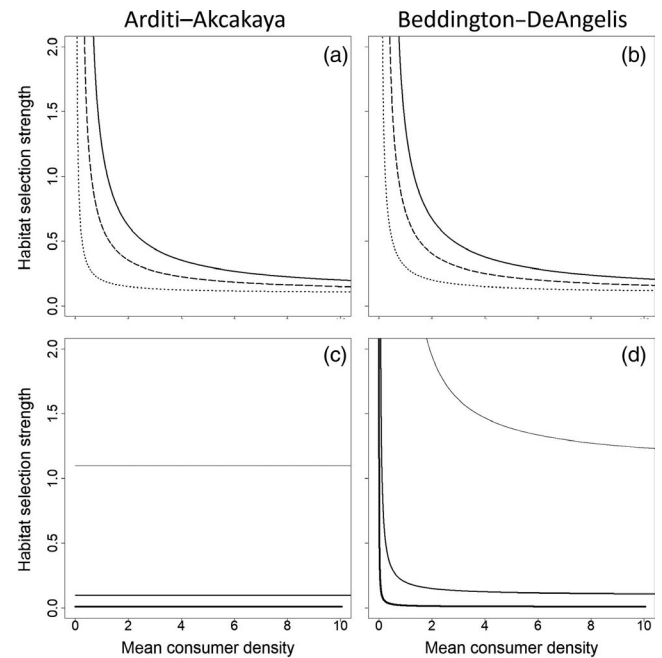 Arditi–Akcakaya
Beddington–DeAngelis
Habitat selection strength
0.0 0.5 1.0 1.5 2.0
(a)
(b)
Habitat selection strength
0.0 0.5 1.0 1.5 2.0
(c)
(d)
0 2 4 6 8 10
0 2 4 6 8 10
Mean consumer density
Mean consumer density